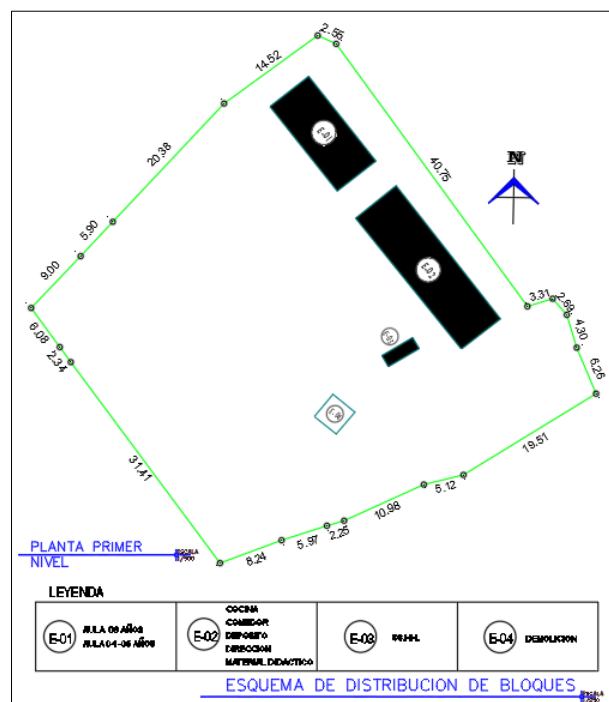 2.55
14.52
E-01
20.38
40.75
N
5.90
E-02
9.00
3.31
2.69
4.30
6.08
2.34
6.26
19.51
31.41
5.12
10.98
2.25
5.97
8.24
PLANTA PRIMER
NIVEL
LEYENDA
E-01
AULA 03 AÑOS
AULA 04-05 AÑOS
E-02
COCINA
COMEDOR
DEPOSITO
DIRECCION
MATERIAL DIDACTICO
E-03
SS.HH.
E-04
DEMOLICION
ESQUEMA DE DISTRIBUCION DE BLOQUES